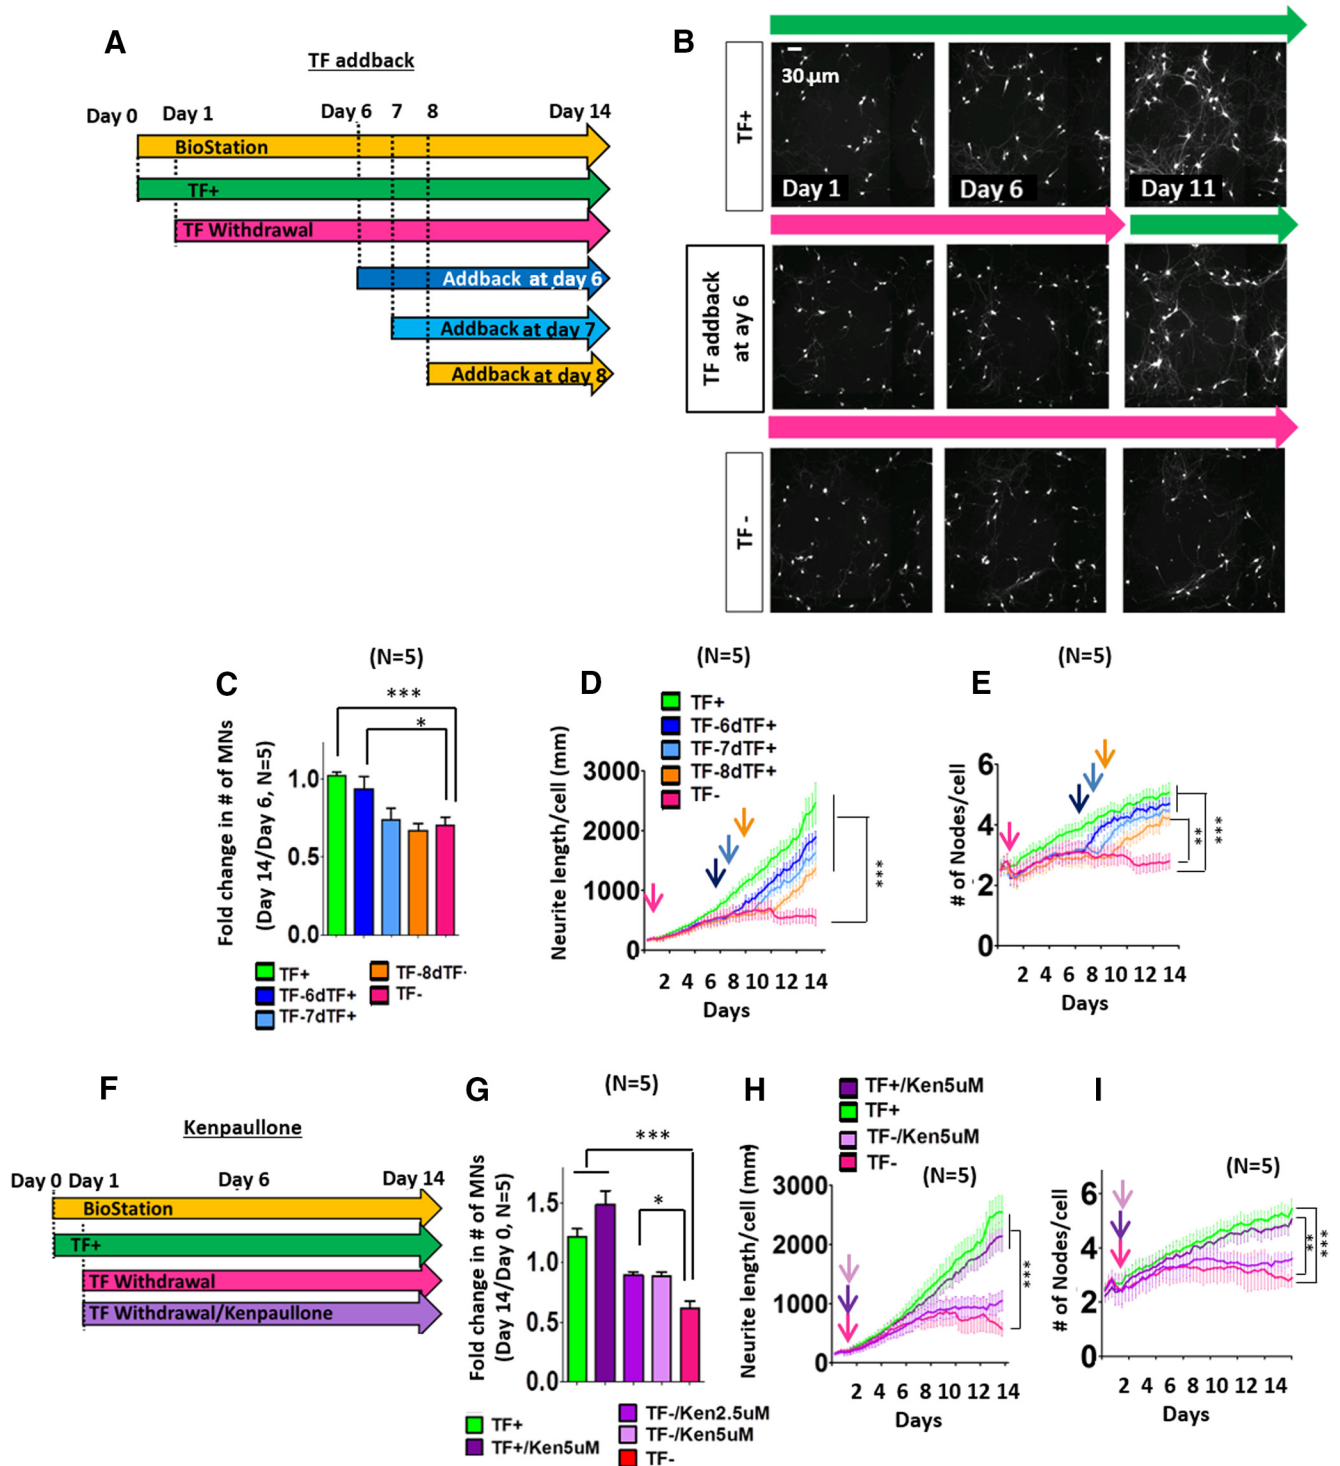 A
TF addback
Day 0
Day 1
Day 6
7
8
Day 14
BioStation
TF+
TF Withdrawal
Addback at day 6
Addback at day 7
Addback at day 8
B
TF+
30 µm
Day 1
Day 6
Day 11
TF addback
at ay 6
TF -
C
(N=5)
***
*
Fold change in # of MNs
(Day 14/Day 6, N=5)
1.0
0.5
0.0
TF+
TF-6dTF+
TF-7dTF+
TF-8dTF·
TF-
D
(N=5)
TF+
TF-6dTF+
TF-7dTF+
TF-8dTF+
TF-
Neurite length/cell (mm)
3000
2000
1000
0
2 4 6 8 10 12 14
Days
***
E
(N=5)
# of Nodes/cell
6
4
2
0
2 4 6 8 10 12 14
Days
**
***
F
Kenpaullone
Day 0 Day 1
Day 6
Day 14
BioStation
TF+
TF Withdrawal
TF Withdrawal/Kenpaullone
G
(N=5)
***
*
Fold change in # of MNs
(Day 14/Day 0, N=5)
1.5
1.0
0.5
0.0
TF+
TF+/Ken5uM
TF-/Ken2.5uM
TF-/Ken5uM
TF-
H
TF+/Ken5uM
TF+
TF-/Ken5uM
TF-
(N=5)
Neurite length/cell (mm)
3000
2000
1000
0
2 4 6 8 10 12 14
Days
***
I
(N=5)
# of Nodes/cell
6
4
2
0
2 4 6 8 10 12 14
Days
**
***